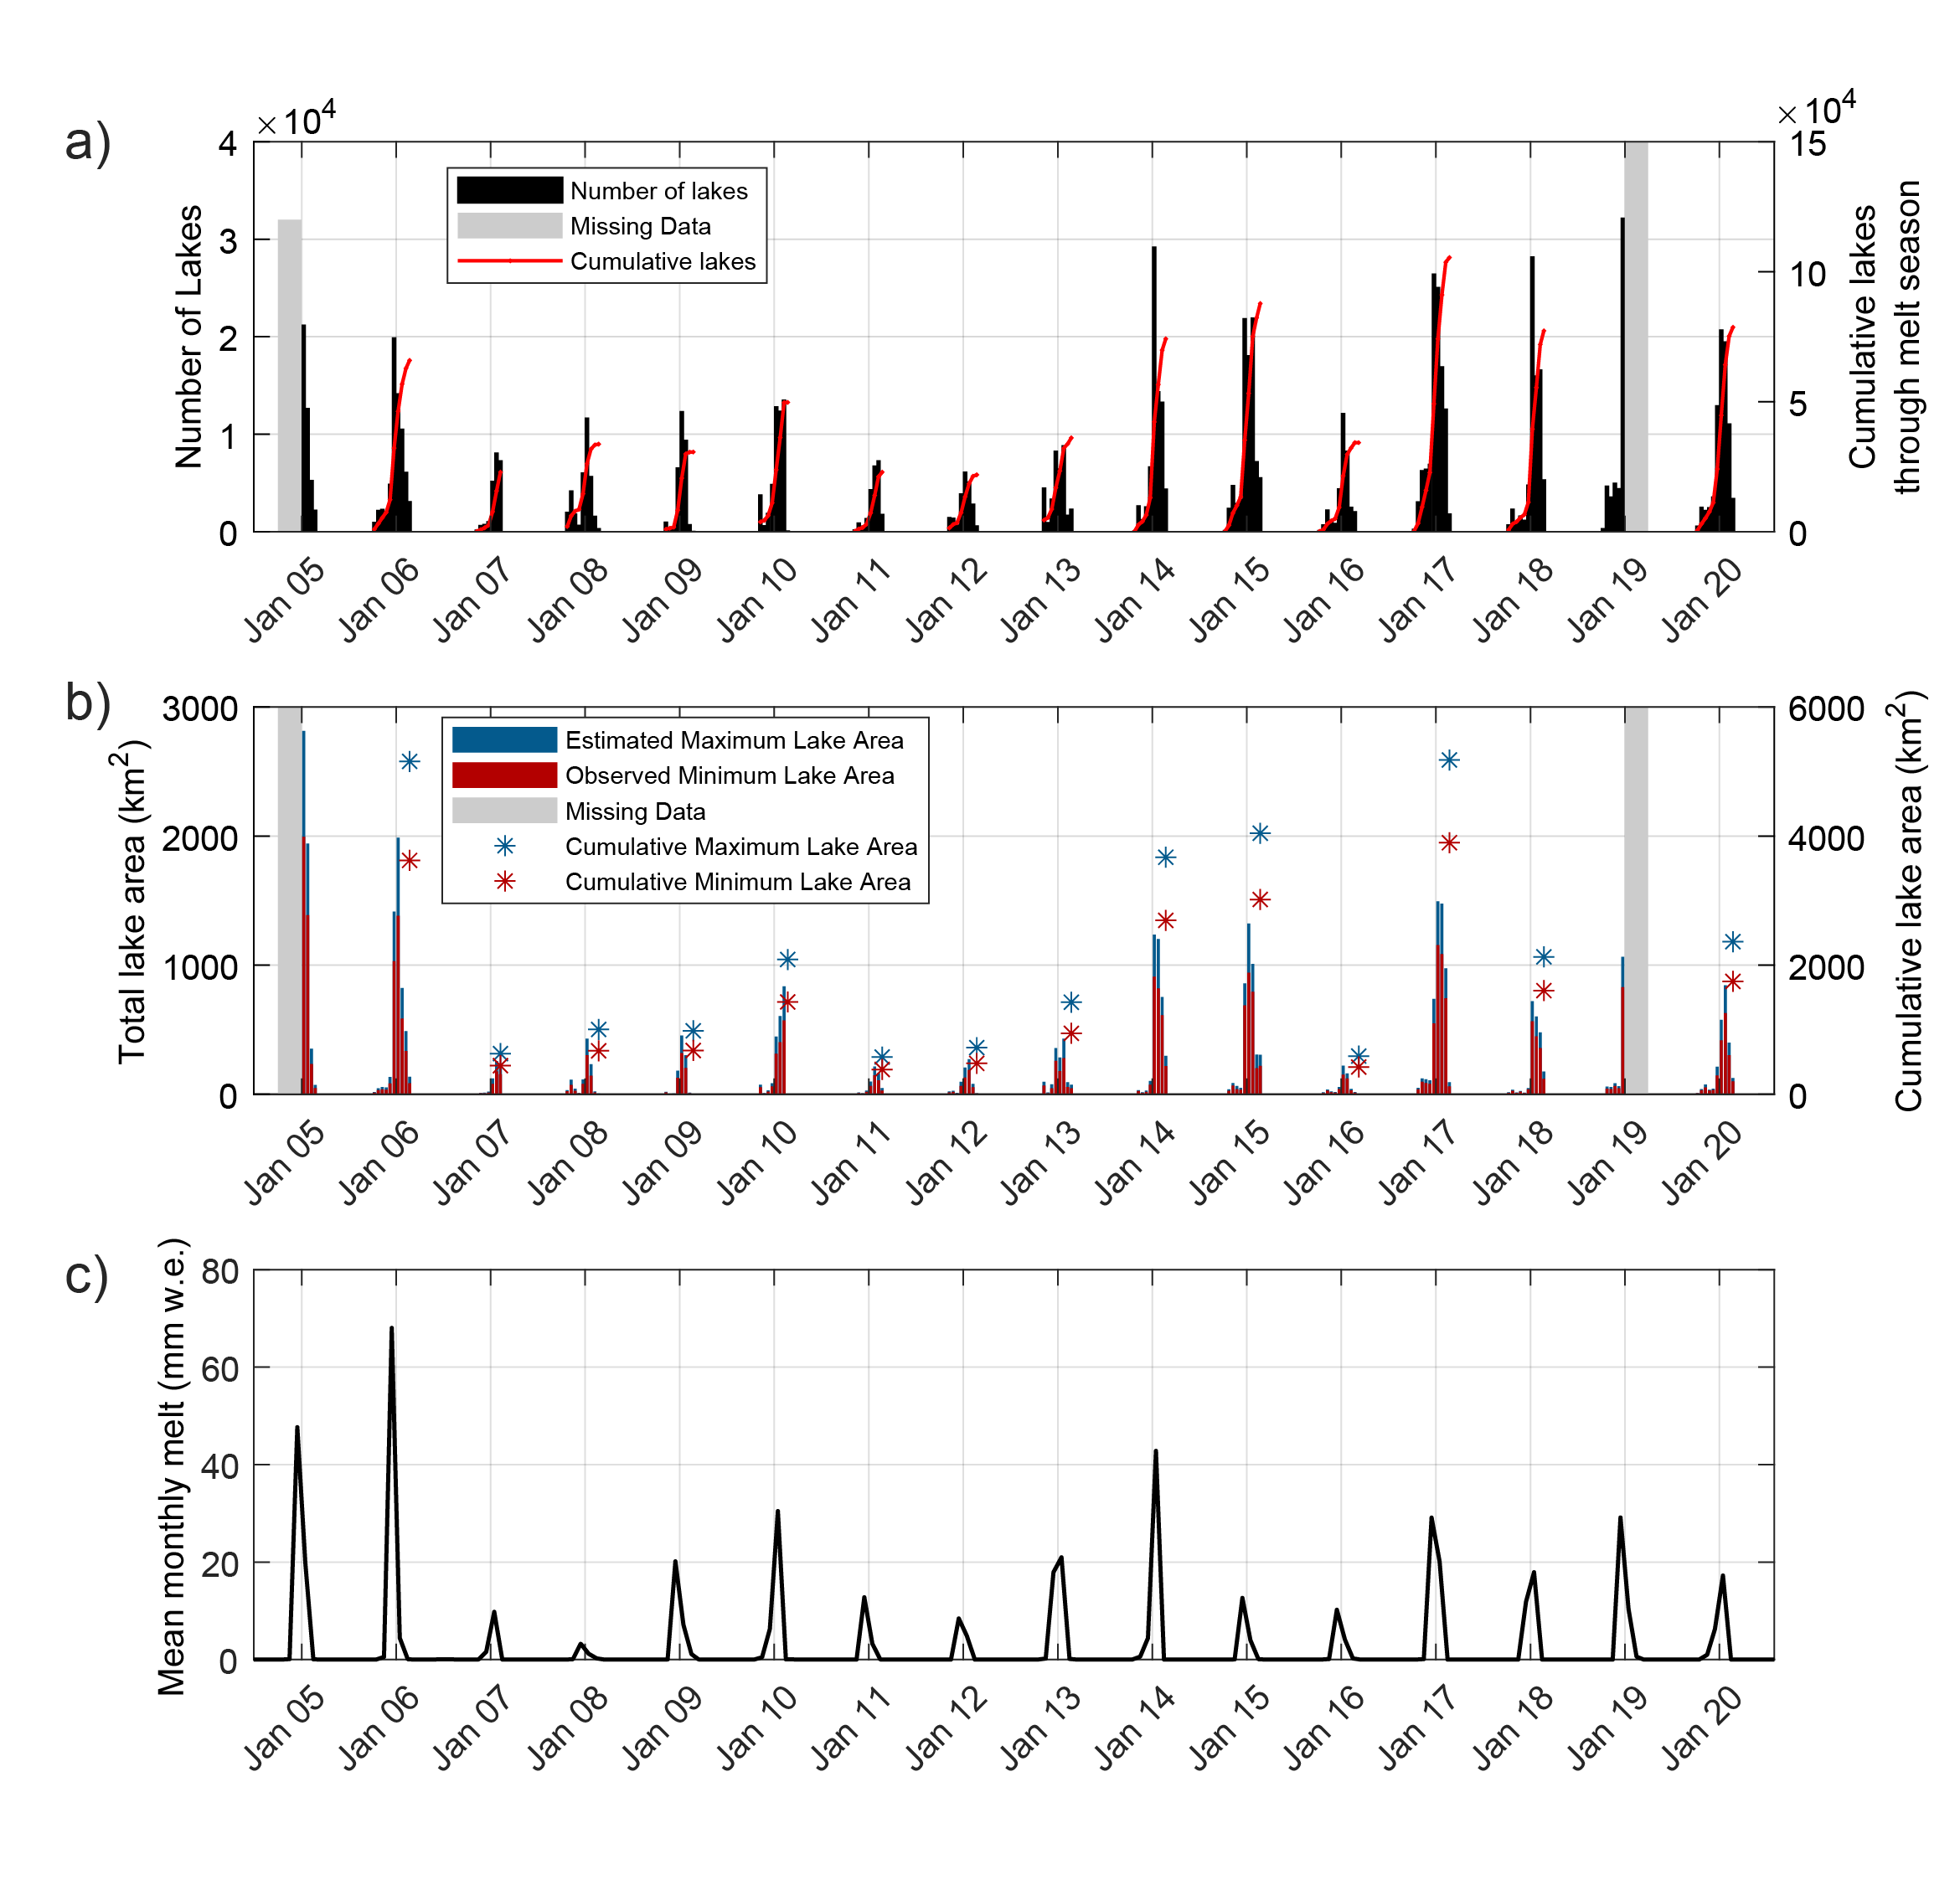 a)
×10⁴
×10⁴
4
3
2
1
0
15
10
5
0
Number of Lakes
Cumulative lakes
through melt season
Number of lakes
Missing Data
Cumulative lakes
Jan 05
Jan 06
Jan 07
Jan 08
Jan 09
Jan 10
Jan 11
Jan 12
Jan 13
Jan 14
Jan 15
Jan 16
Jan 17
Jan 18
Jan 19
Jan 20
b)
3000
2000
1000
0
6000
4000
2000
0
Total lake area (km²)
Cumulative lake area (km²)
Estimated Maximum Lake Area
Observed Minimum Lake Area
Missing Data
Cumulative Maximum Lake Area
Cumulative Minimum Lake Area
Jan 05
Jan 06
Jan 07
Jan 08
Jan 09
Jan 10
Jan 11
Jan 12
Jan 13
Jan 14
Jan 15
Jan 16
Jan 17
Jan 18
Jan 19
Jan 20
c)
80
60
40
20
0
Mean monthly melt (mm w.e.)
Jan 05
Jan 06
Jan 07
Jan 08
Jan 09
Jan 10
Jan 11
Jan 12
Jan 13
Jan 14
Jan 15
Jan 16
Jan 17
Jan 18
Jan 19
Jan 20